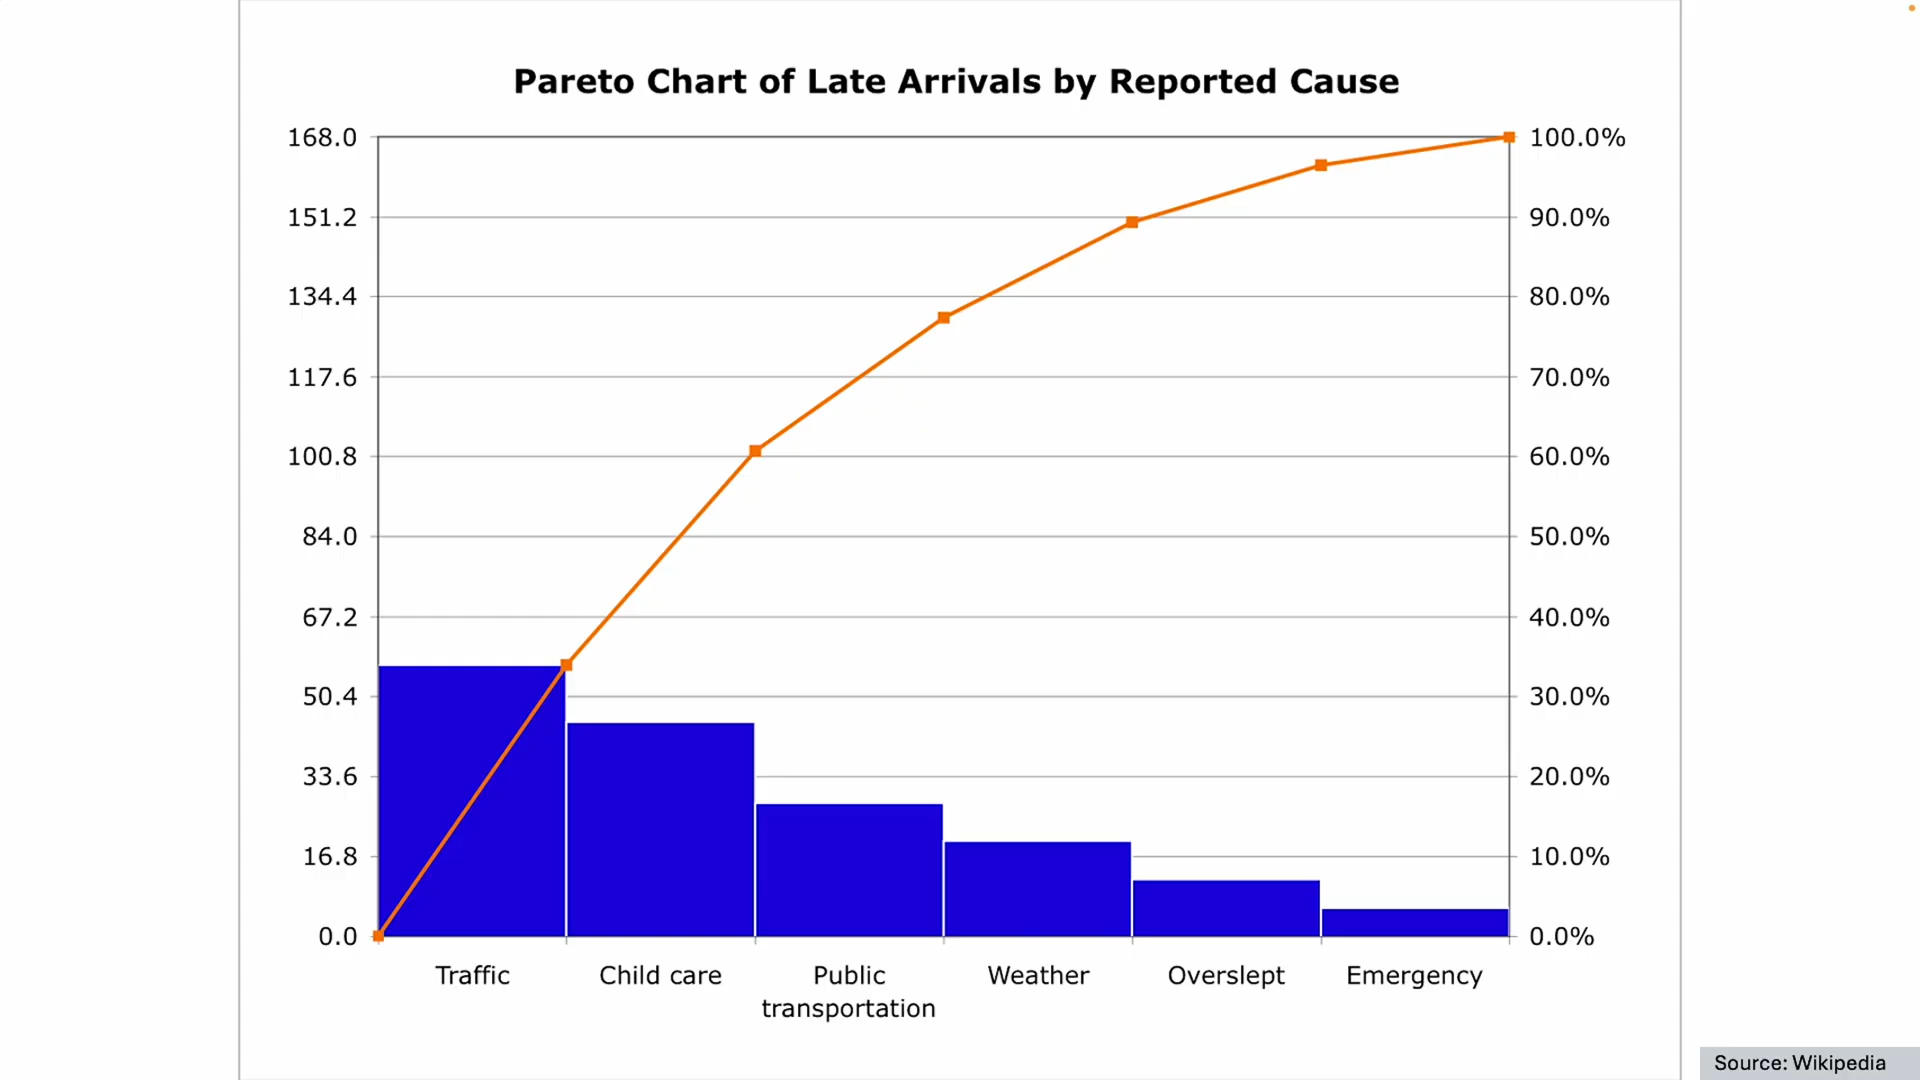 Pareto Chart of Late Arrivals by Reported Cause
168.0
151.2
134.4
117.6
100.8
84.0
67.2
50.4
33.6
16.8
0.0
100.0%
90.0%
80.0%
70.0%
60.0%
50.0%
40.0%
30.0%
20.0%
10.0%
0.0%
Traffic
Child care
Public
transportation
Weather
Overslept
Emergency
Source: Wikipedia